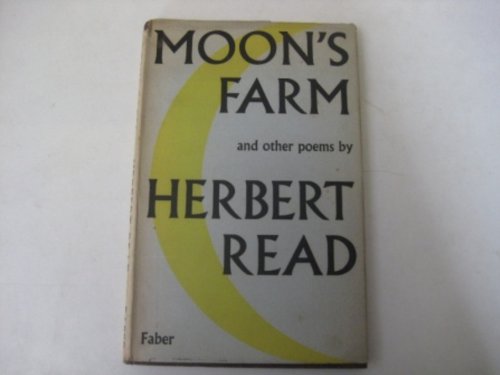 MOON'S
FARM
and other poems by
HERBERT
READ
Faber